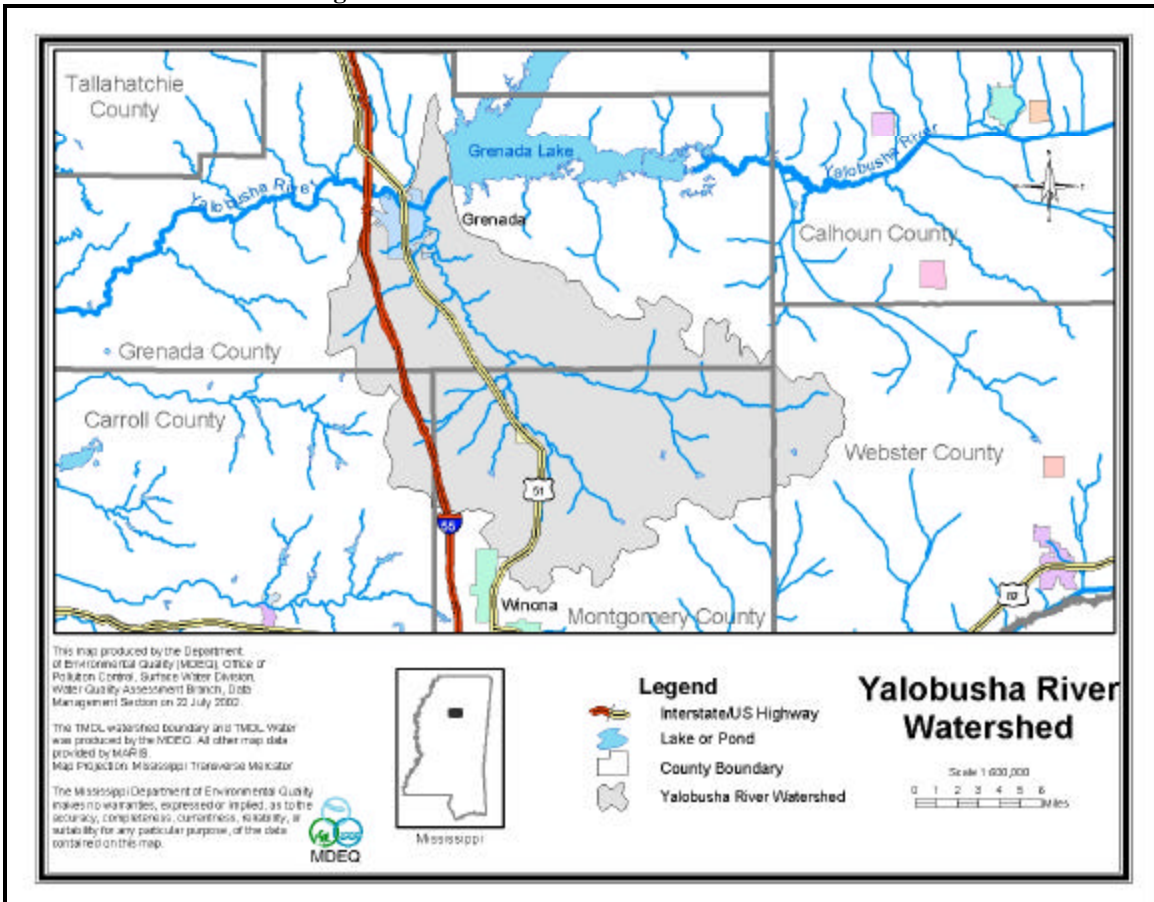 Tallahatchie
County
Grenada Lake
Yalobusha River
Yalobusha River
Grenada
Calhoun County
Grenada County
Carroll County
Webster County
51
55
Winona
Montgomery County
82
This map produced by the Department
of Environmental Quality (MDEQ), Office of
Pollution Control, Surface Water Division,
Water Quality Assessment Branch, Data
Management Section on 22 July 2002.
The TMDL watershed boundary and TMDL Water
was produced by the MDEQ. All other map data
provided by MARIS.
Map Projection: Mississippi Transverse Mercator
The Mississippi Department of Environmental Quality
makes no warranties, expressed or implied, as to the
accuracy, completeness, currentness, reliability, or
suitability for any particular purpose, of the data
contained on this map.
MDEQ
Mississippi
Legend
Interstate/US Highway
Lake or Pond
County Boundary
Yalobusha River Watershed
Yalobusha River
Watershed
Scale 1:600,000
0 1 2 3 4 5 6
Miles